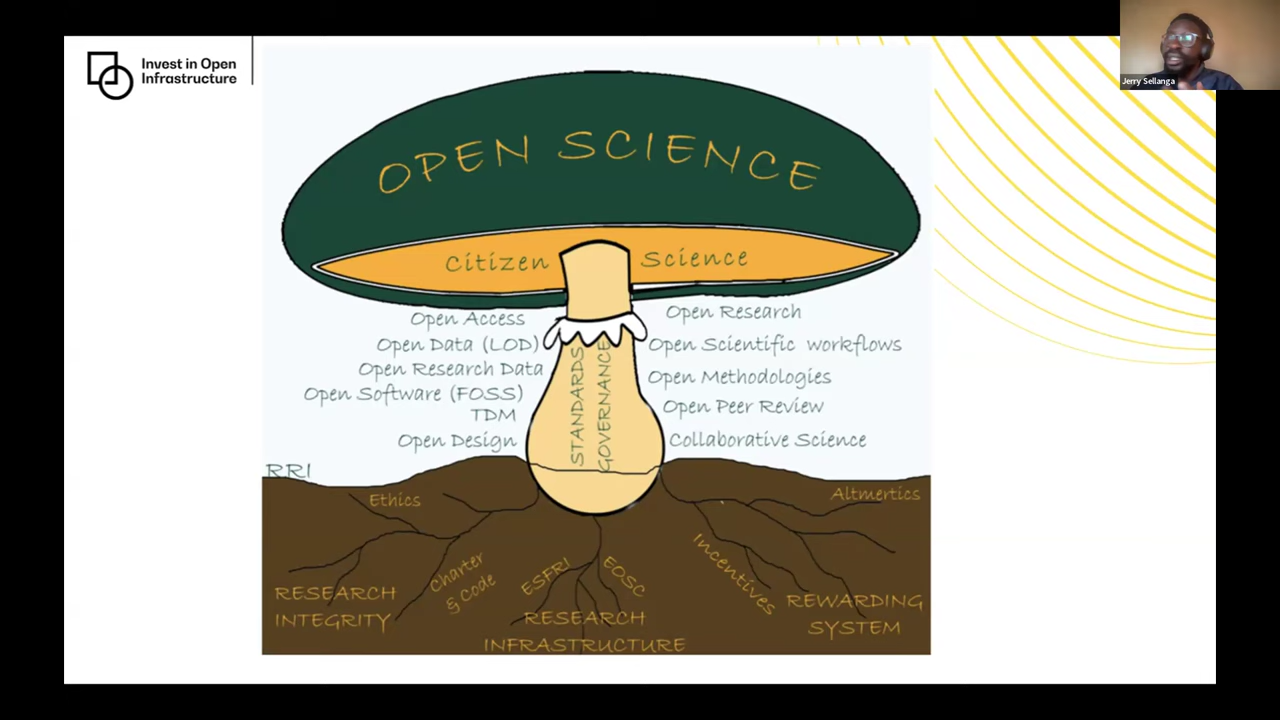 Invest in Open
Infrastructure
Jerry Sellanga
OPEN SCIENCE
Citizen Science
Open Access
Open Data (LOD)
Open Research Data
Open Software (FOSS)
TDM
Open Design
Open Research
Open Scientific workflows
Open Methodologies
Open Peer Review
Collaborative Science
STANDARDS
GOVERNANCE
RRI
Ethics
Altmertics
Charter
& Code
ESFRI
EOSC
Incentives
RESEARCH
INTEGRITY
RESEARCH
INFRASTRUCTURE
REWARDING
SYSTEM